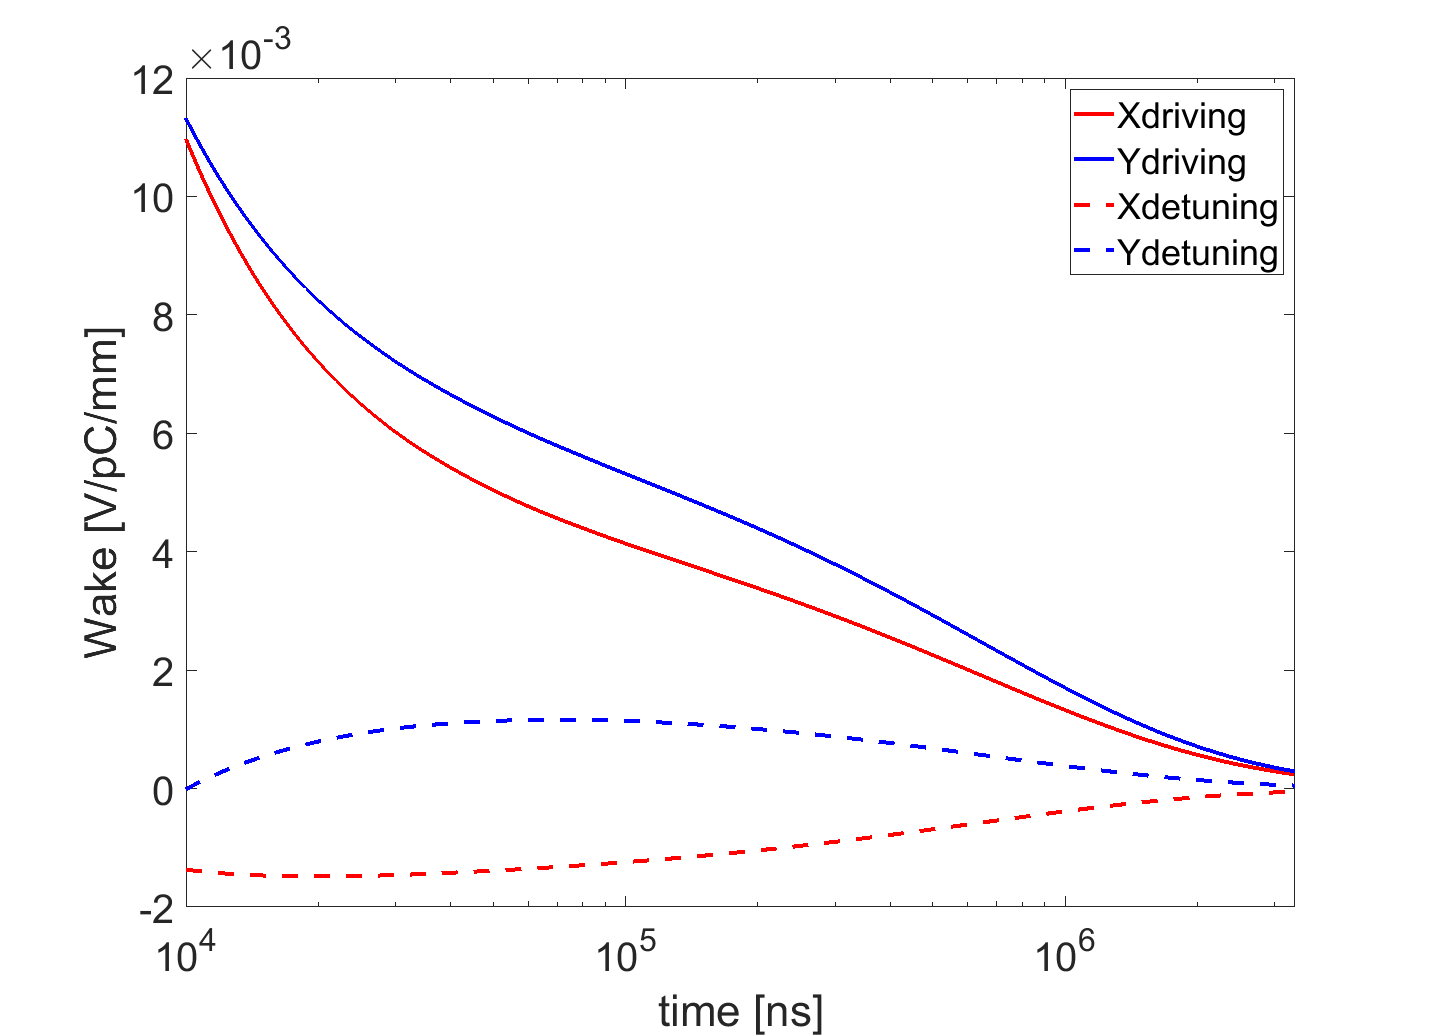 ×10⁻³
12
10
8
6
4
2
0
-2
Wake [V/pC/mm]
10⁴
10⁵
10⁶
time [ns]
Xdriving
Ydriving
Xdetuning
Ydetuning